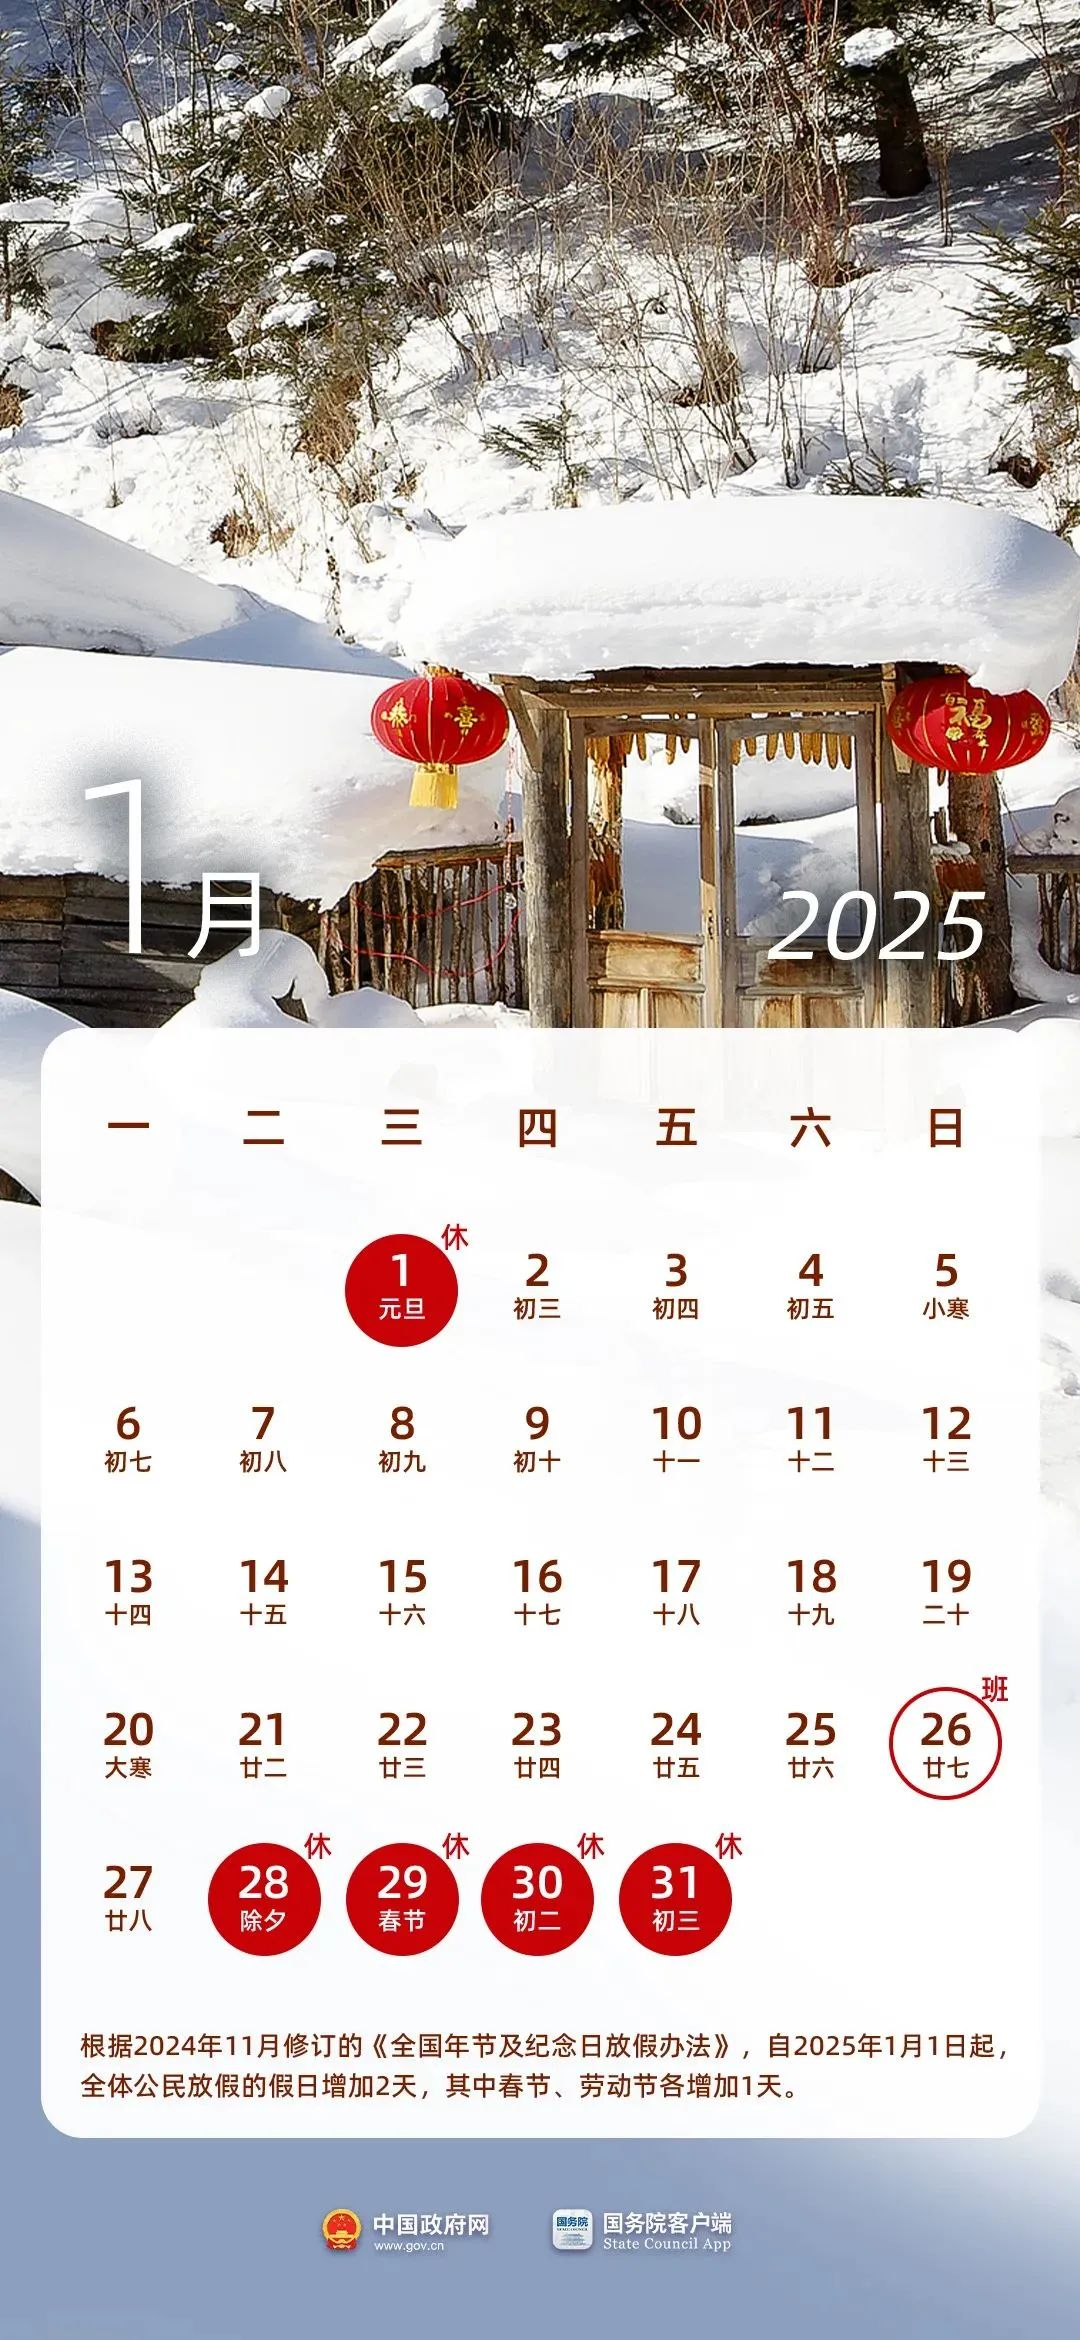 恭 喜
福
1月
2025
一 二 三 四 五 六 日
休
1 2 3 4 5
元旦 初三 初四 初五 小寒
6 7 8 9 10 11 12
初七 初八 初九 初十 十一 十二 十三
13 14 15 16 17 18 19
十四 十五 十六 十七 十八 十九 二十
班
20 21 22 23 24 25 26
大寒 廿二 廿三 廿四 廿五 廿六 廿七
休 休 休 休
27 28 29 30 31
廿八 除夕 春节 初二 初三
根据2024年11月修订的《全国年节及纪念日放假办法》，自2025年1月1日起，
全体公民放假的假日增加2天，其中春节、劳动节各增加1天。
中国政府网 国务院 国务院客户端
www.gov.cn State Council App